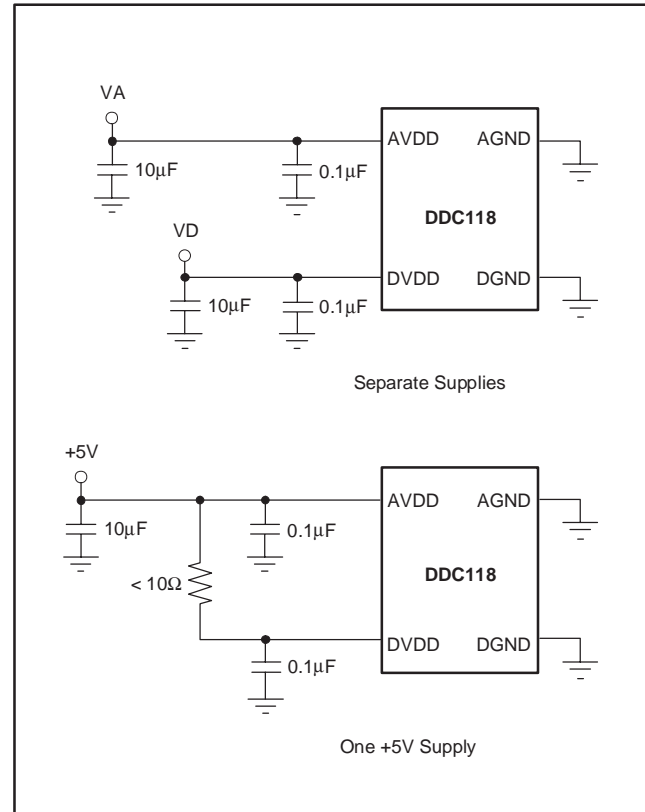 VA
AVDD AGND
10μF 0.1μF
DDC118
VD
DVDD DGND
10μF 0.1μF
Separate Supplies
+5V
AVDD AGND
10μF 0.1μF
DDC118
< 10Ω
DVDD DGND
0.1μF
One +5V Supply